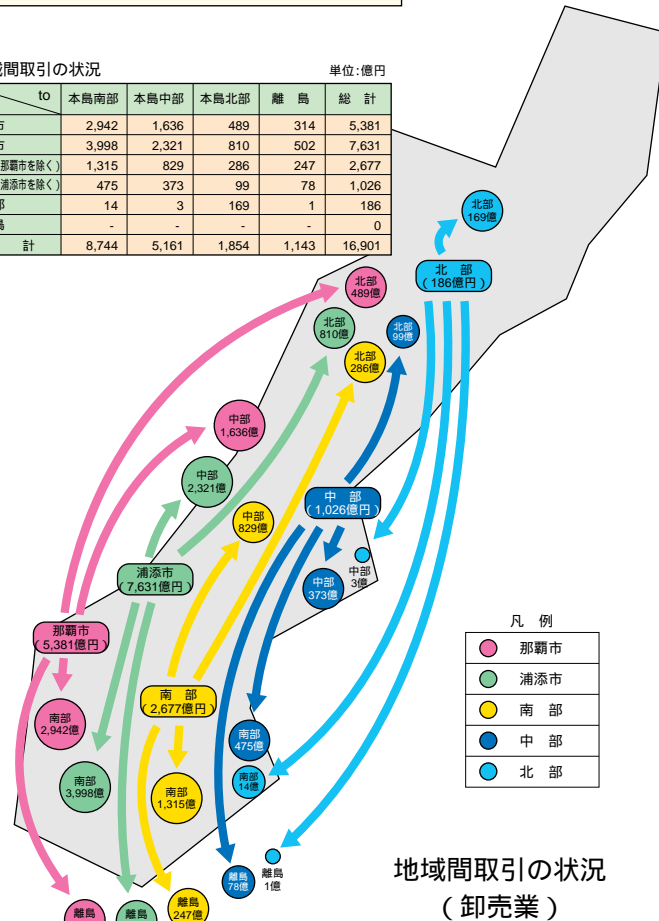 間取引の状況
単位:億円
to 本島南部 本島中部 本島北部 離 島 総 計
市 2,942 1,636 489 314 5,381
市 3,998 2,321 810 502 7,631
那覇市を除く) 1,315 829 286 247 2,677
浦添市を除く) 475 373 99 78 1,026
部 14 3 169 1 186
島 - - - - 0
計 8,744 5,161 1,854 1,143 16,901
北部
169億
北 部
(186億円)
北部
489億
北部
810億
北部
99億
北部
286億
中部
1,636億
中部
2,321億
中部
829億
中 部
(1,026億円)
中部
3億
中部
373億
浦添市
(7,631億円)
那覇市
(5,381億円)
南 部
(2,677億円)
南部
2,942億
南部
475億
南部
14億
南部
3,998億
南部
1,315億
離島
1億
離島
78億
離島
247億
離島
離島
凡 例
那覇市
浦添市
南 部
中 部
北 部
地域間取引の状況
(卸売業)